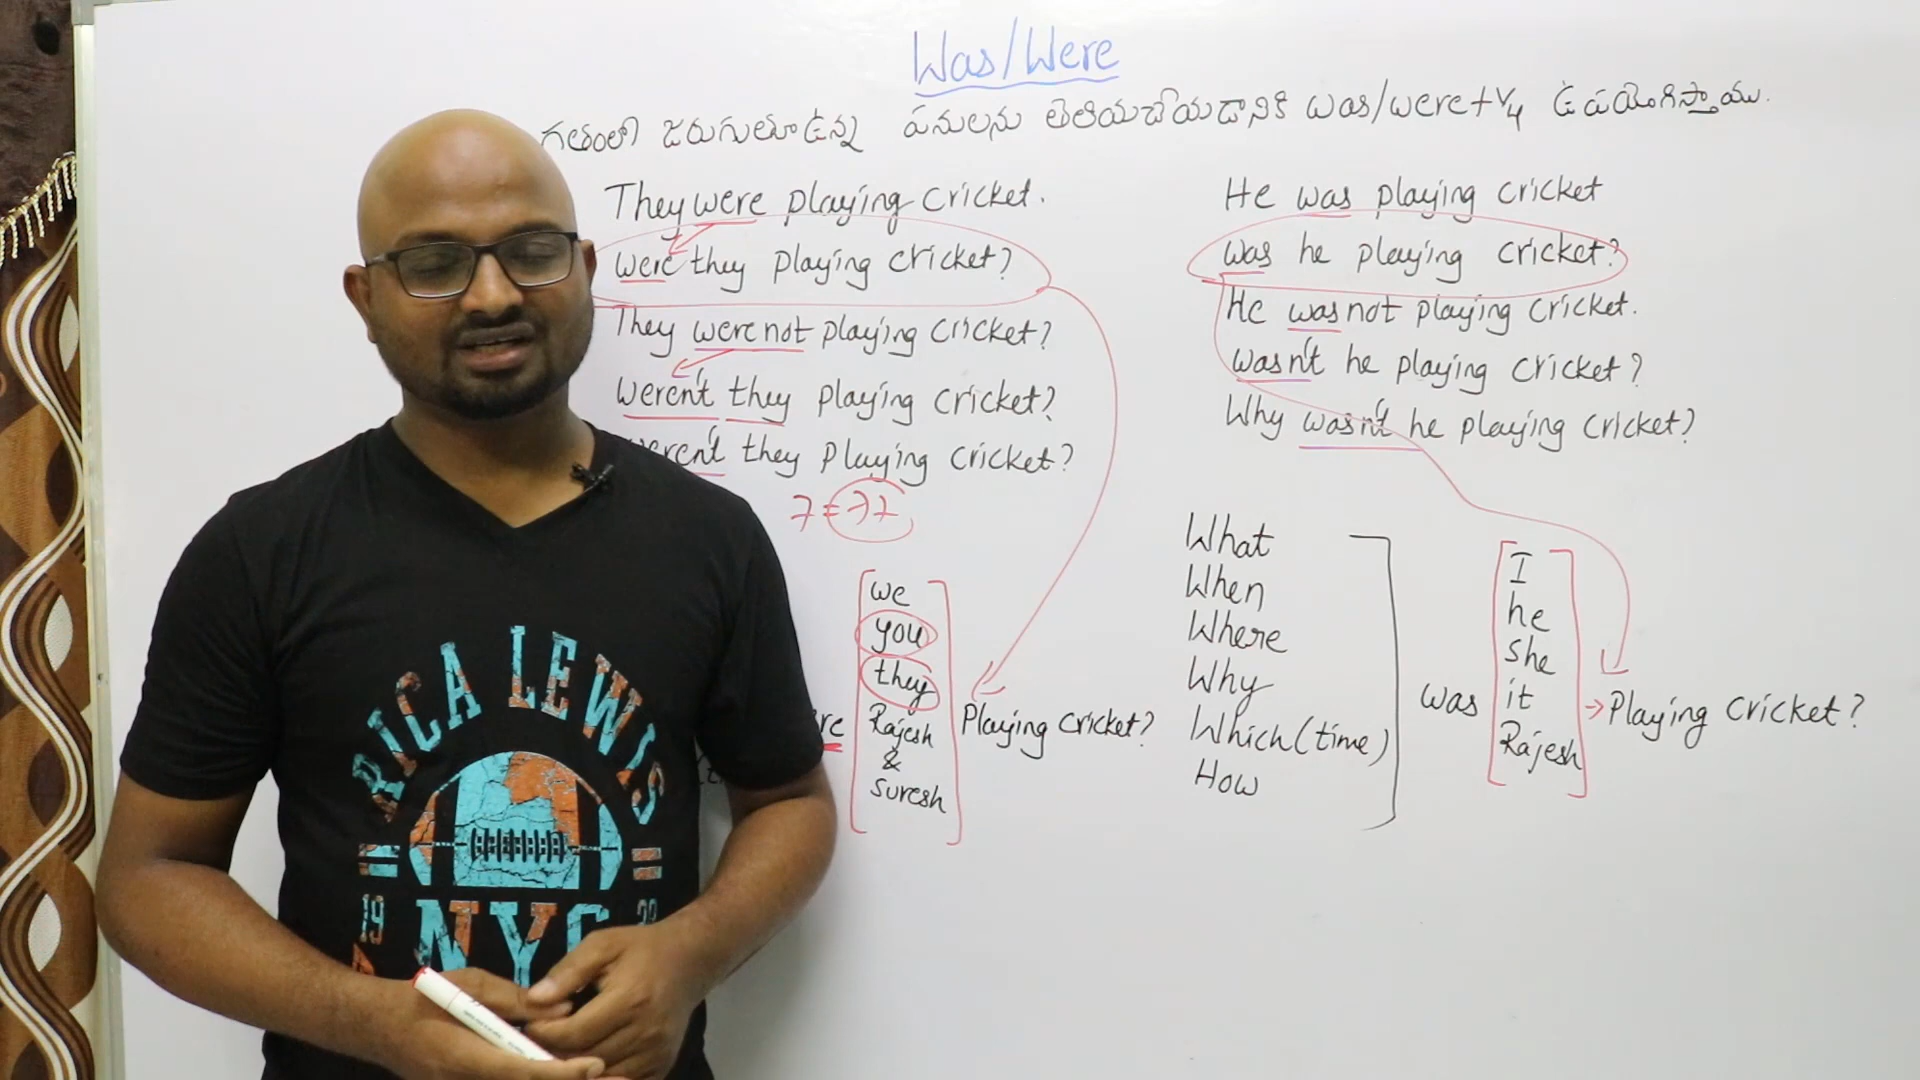 Was/Were
గతంలో జరుగుతూ ఉన్న పనులను తెలియచేయడానికి was/were+V4 ఉపయోగిస్తాము.
They were playing cricket.
were they playing cricket?
They were not playing cricket?
weren't they playing cricket?
weren't they playing cricket?
7 = 77
He was playing cricket
was he playing cricket?
He was not playing cricket.
wasn't he playing cricket?
Why wasn't he playing cricket?
we
you
they
Rajesh
&
Suresh
Playing cricket?
What
When
Where
Why
Which (time)
How
was
I
he
she
it
Rajesh
Playing cricket?
RICA LEWIS
19
NYC